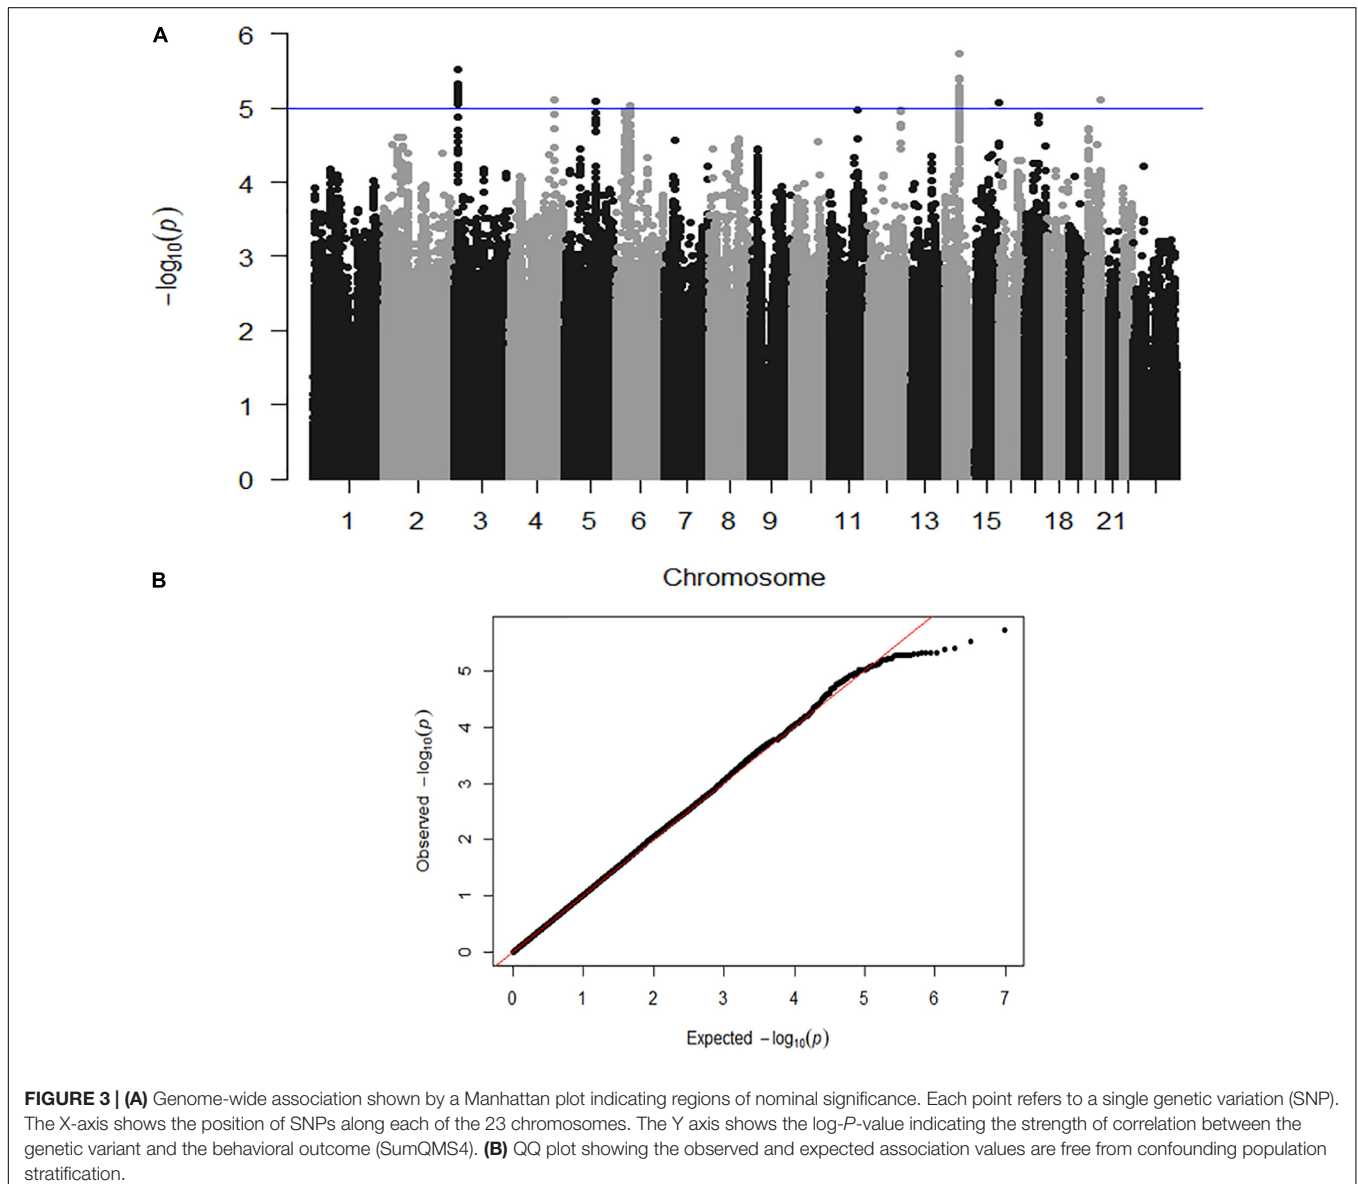 A
6
5
4
3
2
1
0
−log10(p)
1 2 3 4 5 6 7 8 9 11 13 15 18 21
Chromosome
B
5
4
3
2
1
0
Observed −log10(p)
0 1 2 3 4 5 6 7
Expected −log10(p)
FIGURE 3 | (A) Genome-wide association shown by a Manhattan plot indicating regions of nominal significance. Each point refers to a single genetic variation (SNP).
The X-axis shows the position of SNPs along each of the 23 chromosomes. The Y axis shows the log-P-value indicating the strength of correlation between the
genetic variant and the behavioral outcome (SumQMS4). (B) QQ plot showing the observed and expected association values are free from confounding population
stratification.